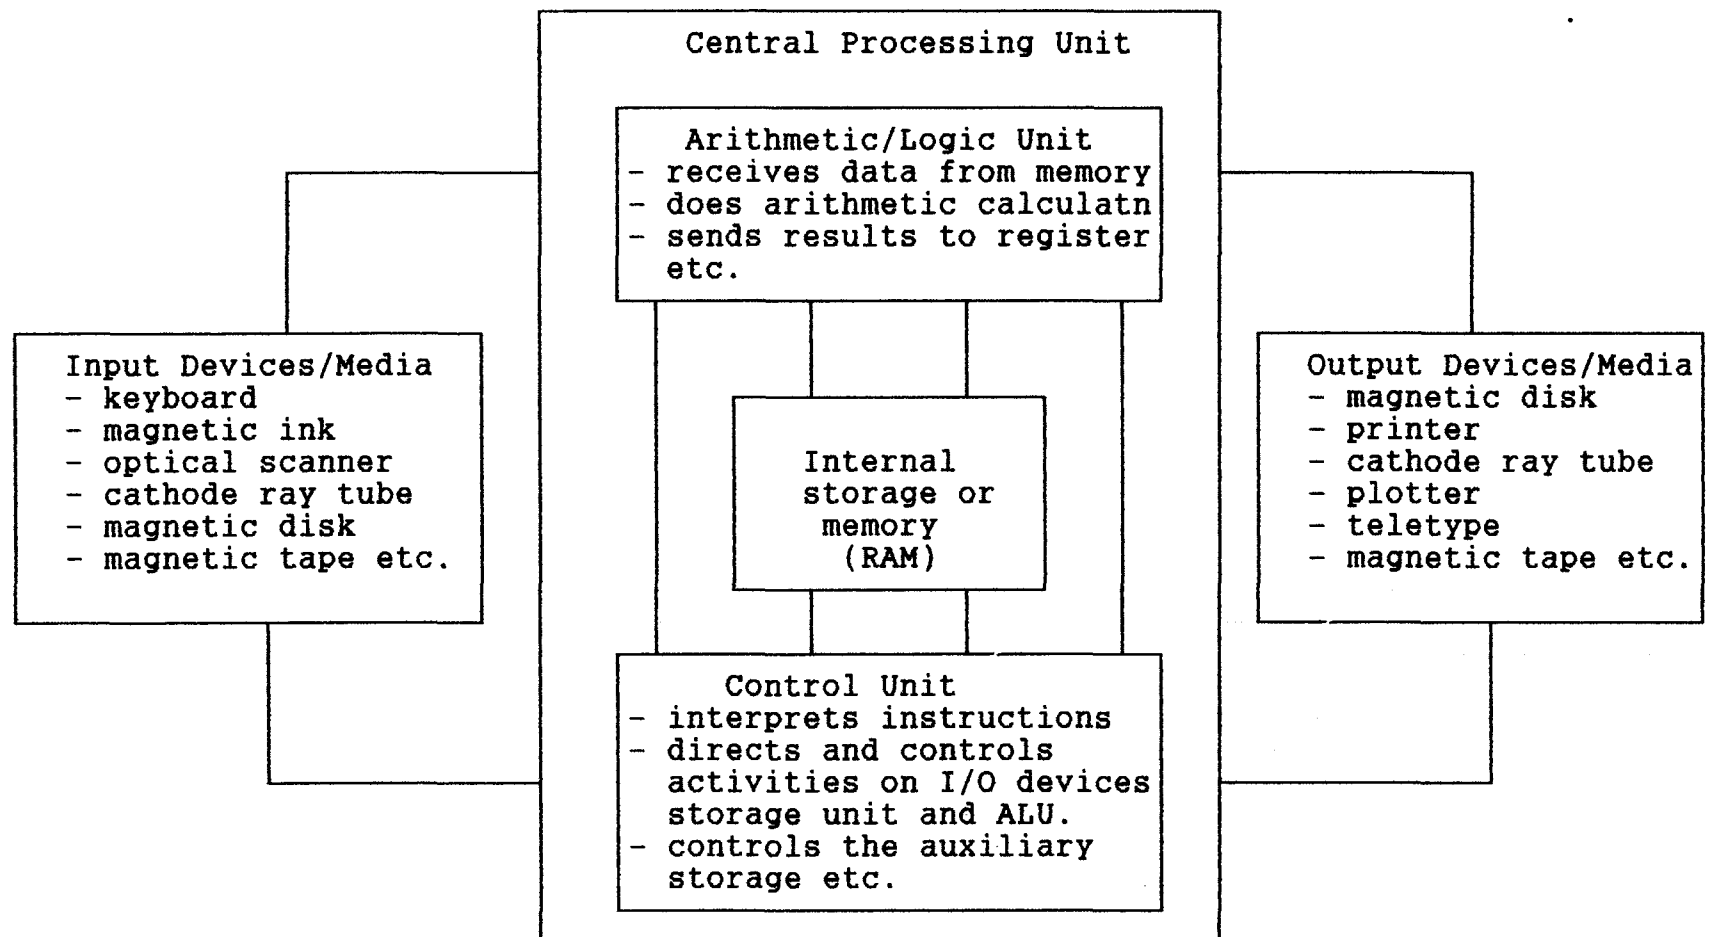 Central Processing Unit
Arithmetic/Logic Unit
- receives data from memory
- does arithmetic calculatn
- sends results to register
etc.
Input Devices/Media
- keyboard
- magnetic ink
- optical scanner
- cathode ray tube
- magnetic disk
- magnetic tape etc.
Internal
storage or
memory
(RAM)
Output Devices/Media
- magnetic disk
- printer
- cathode ray tube
- plotter
- teletype
- magnetic tape etc.
Control Unit
- interprets instructions
- directs and controls
activities on I/O devices
storage unit and ALU.
- controls the auxiliary
storage etc.